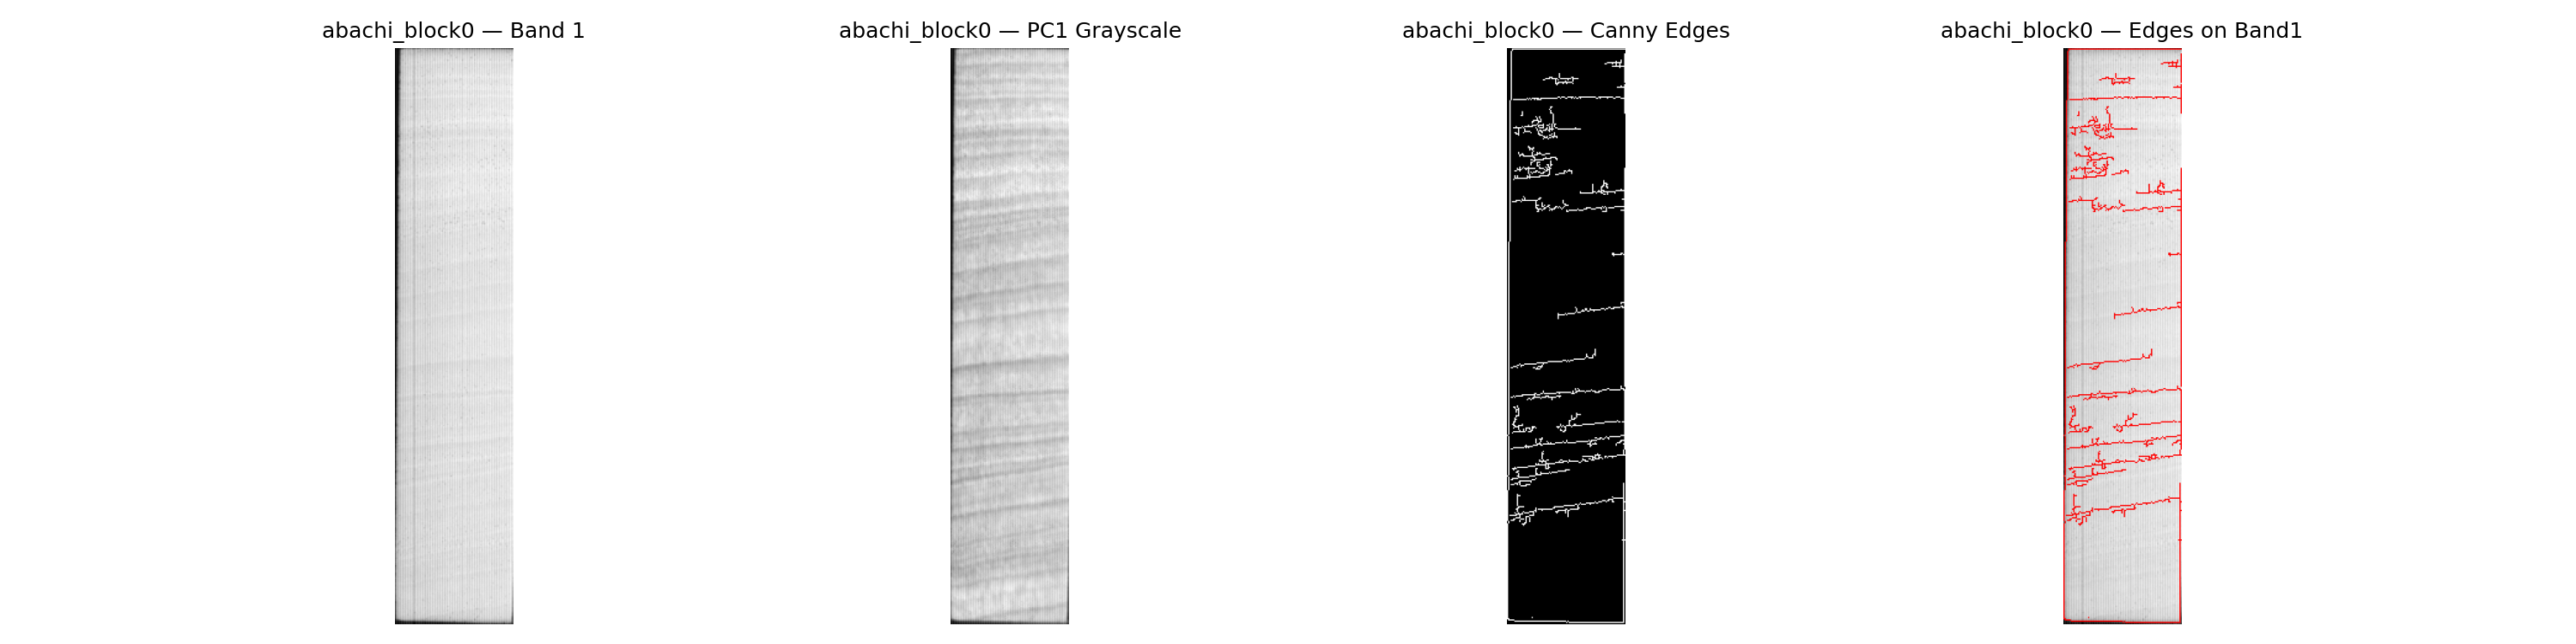 abachi_block0 — Band 1
abachi_block0 — PC1 Grayscale
abachi_block0 — Canny Edges
abachi_block0 — Edges on Band1